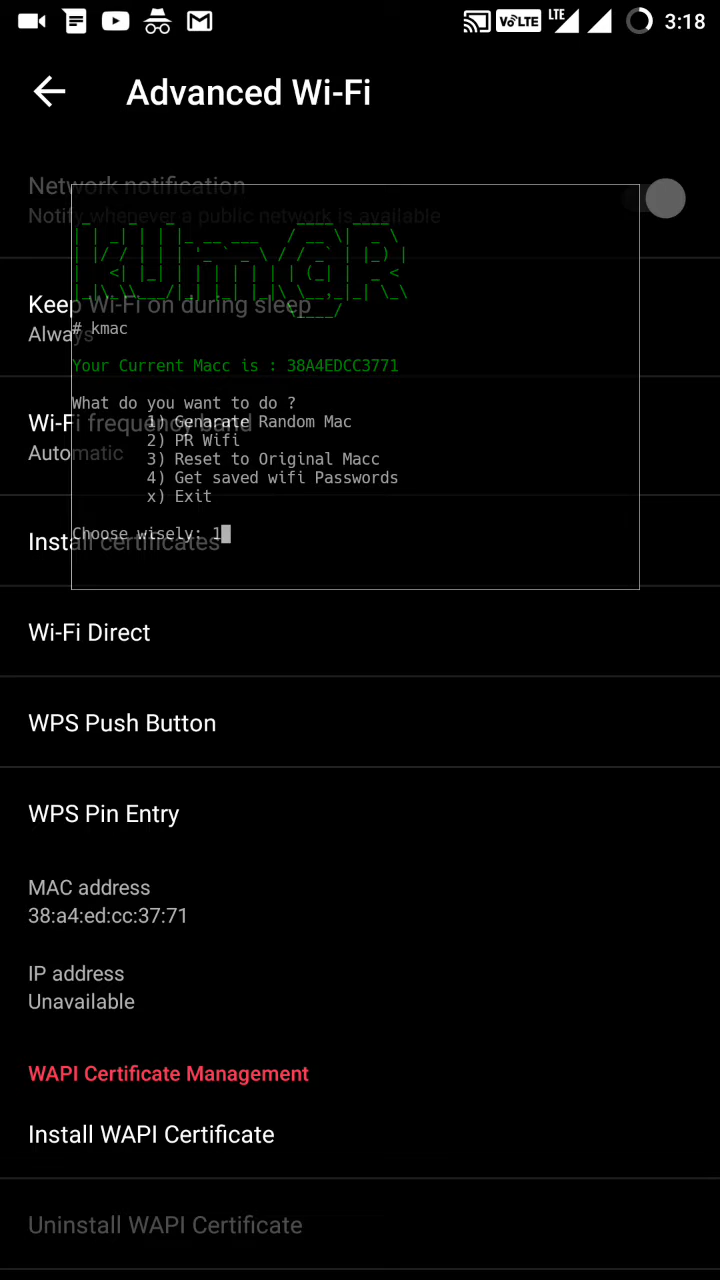 VoLTE LTE 3:18
Advanced Wi-Fi
Network notification
Notify whenever a public network is available
kUm@R
Keep Wi-Fi on during sleep
# kmac
Always
Your Current Macc is : 38A4EDCC3771
What do you want to do ?
1) Genarate Random Mac
Wi-Fi frequency band
2) PR Wifi
Automatic
3) Reset to Original Macc
4) Get saved wifi Passwords
x) Exit
Choose wisely: 1
Install certificates
Wi-Fi Direct
WPS Push Button
WPS Pin Entry
MAC address
38:a4:ed:cc:37:71
IP address
Unavailable
WAPI Certificate Management
Install WAPI Certificate
Uninstall WAPI Certificate